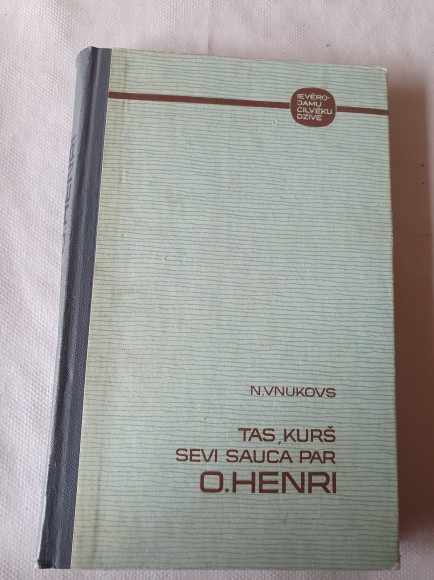 IEVĒRO-
JAMU
CILVĒKU
DZĪVE
N.VNUKOVS
TAS, KURŠ
SEVI SAUCA PAR
O.HENRI